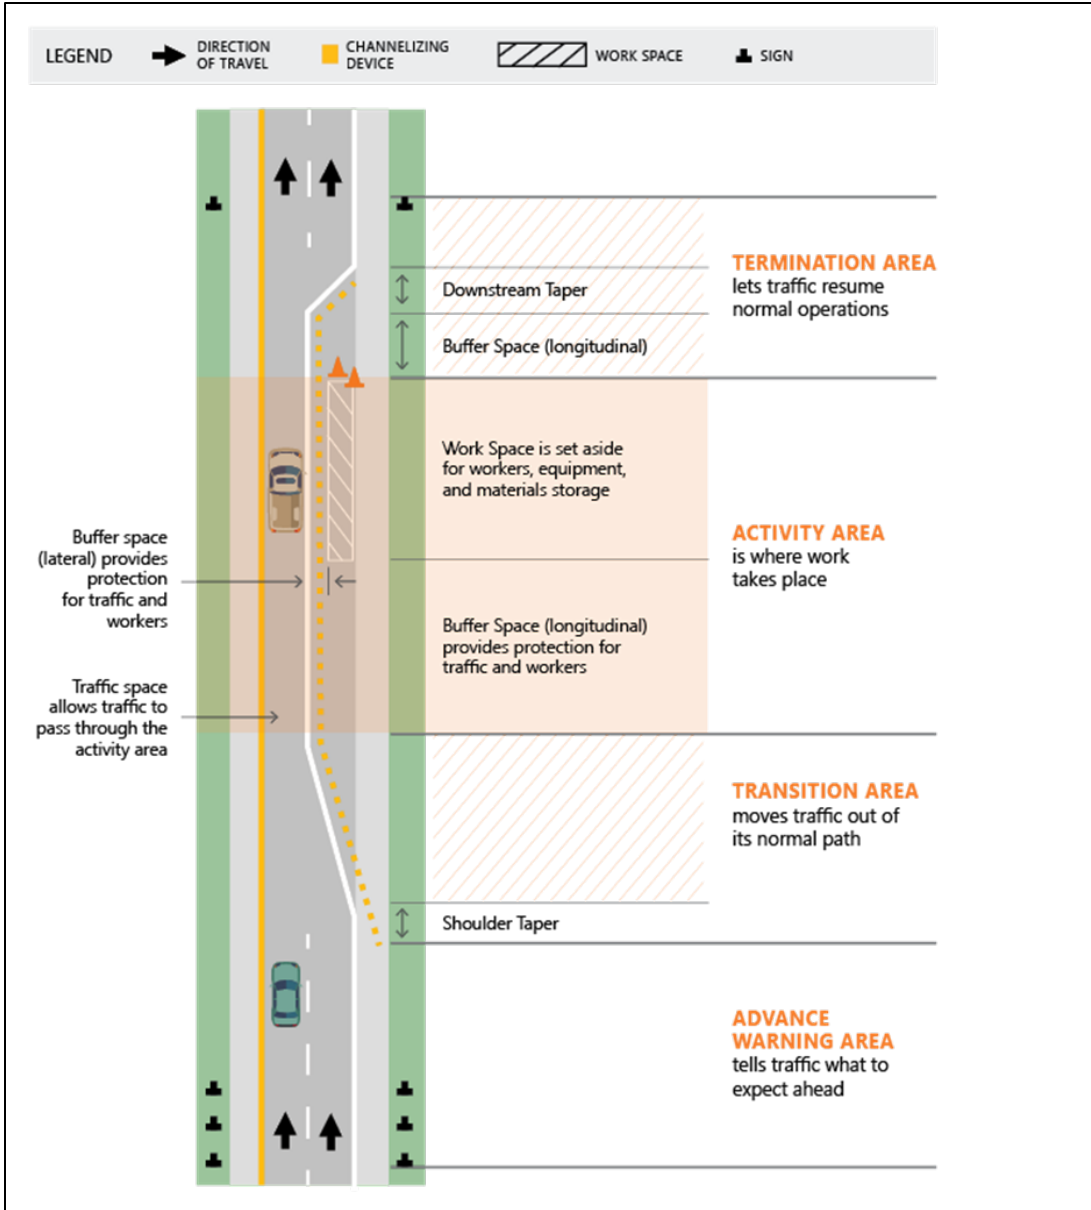 LEGEND
DIRECTION
OF TRAVEL
CHANNELIZING
DEVICE
WORK SPACE
SIGN
TERMINATION AREA
lets traffic resume
normal operations
Downstream Taper
Buffer Space (longitudinal)
Work Space is set aside
for workers, equipment,
and materials storage
ACTIVITY AREA
is where work
takes place
Buffer space
(lateral) provides
protection
for traffic and
workers
Buffer Space (longitudinal)
provides protection for
traffic and workers
Traffic space
allows traffic to
pass through the
activity area
TRANSITION AREA
moves traffic out of
its normal path
Shoulder Taper
ADVANCE
WARNING AREA
tells traffic what to
expect ahead